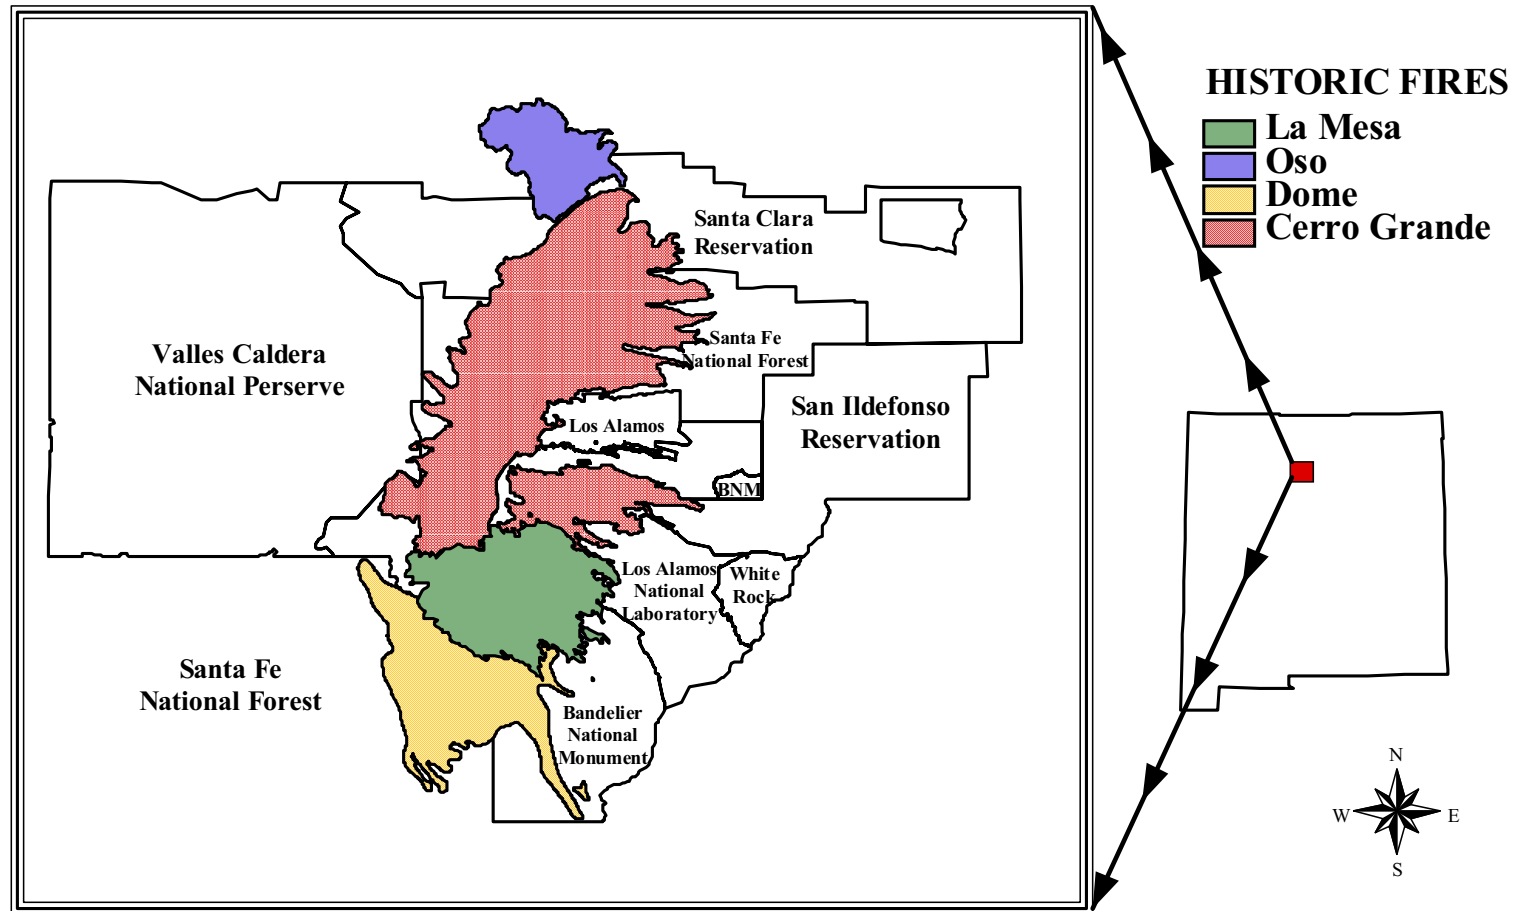 HISTORIC FIRES
La Mesa
Oso
Dome
Cerro Grande
Santa Clara
Reservation
Santa Fe
National Forest
Valles Caldera
National Perserve
San Ildefonso
Reservation
Los Alamos
BNM
Los Alamos
National
Laboratory
White
Rock
Santa Fe
National Forest
Bandelier
National
Monument
N
W
E
S